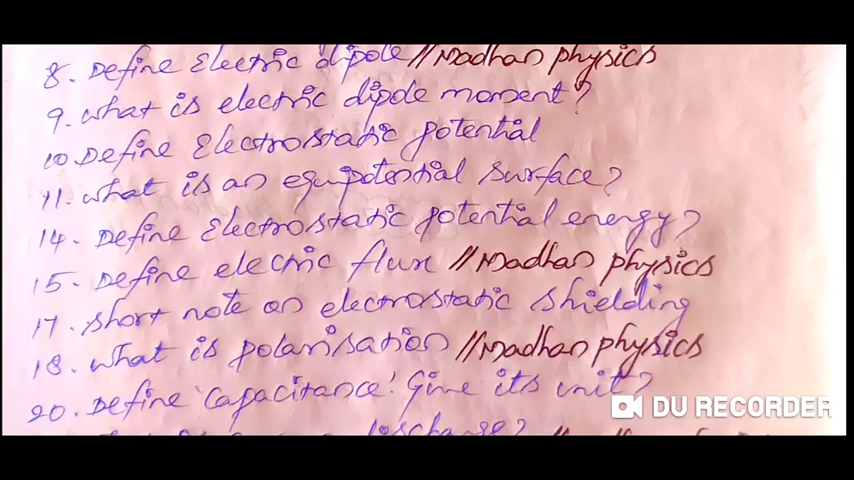 8. Define Electric dipole //Madhan physics
9. what is electric dipole moment?
10. Define Electrostatic potential
11. what is an equipotential surface?
14. Define Electrostatic potential energy?
15. Define elecric flux //Madhan physics
17. Short note on electrostatic shielding
18. what is polarisation //Madhan physics
20. Define 'Capacitance'. Give its unit?
DU RECORDER